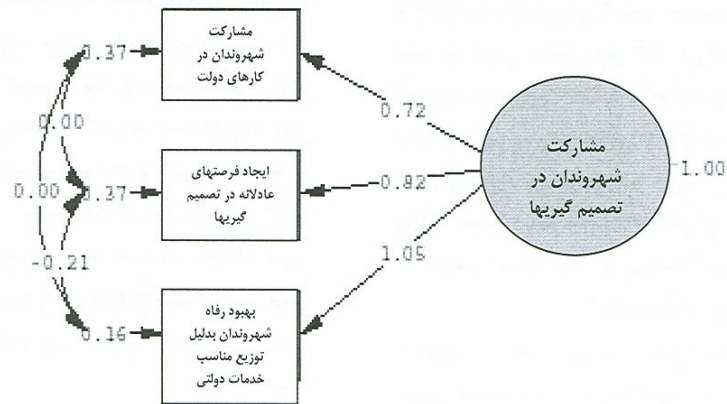 مشارکت
شهروندان در
کارهای دولت
0.37
0.72
0.00
مشارکت
شهروندان در
تصمیم گیریها
1.00
ایجاد فرصتهای
عادلانه در تصمیم
گیریها
0.37
0.82
0.00
1.05
-0.21
بهبود رفاه
شهروندان بدلیل
توزیع مناسب
خدمات دولتی
0.16